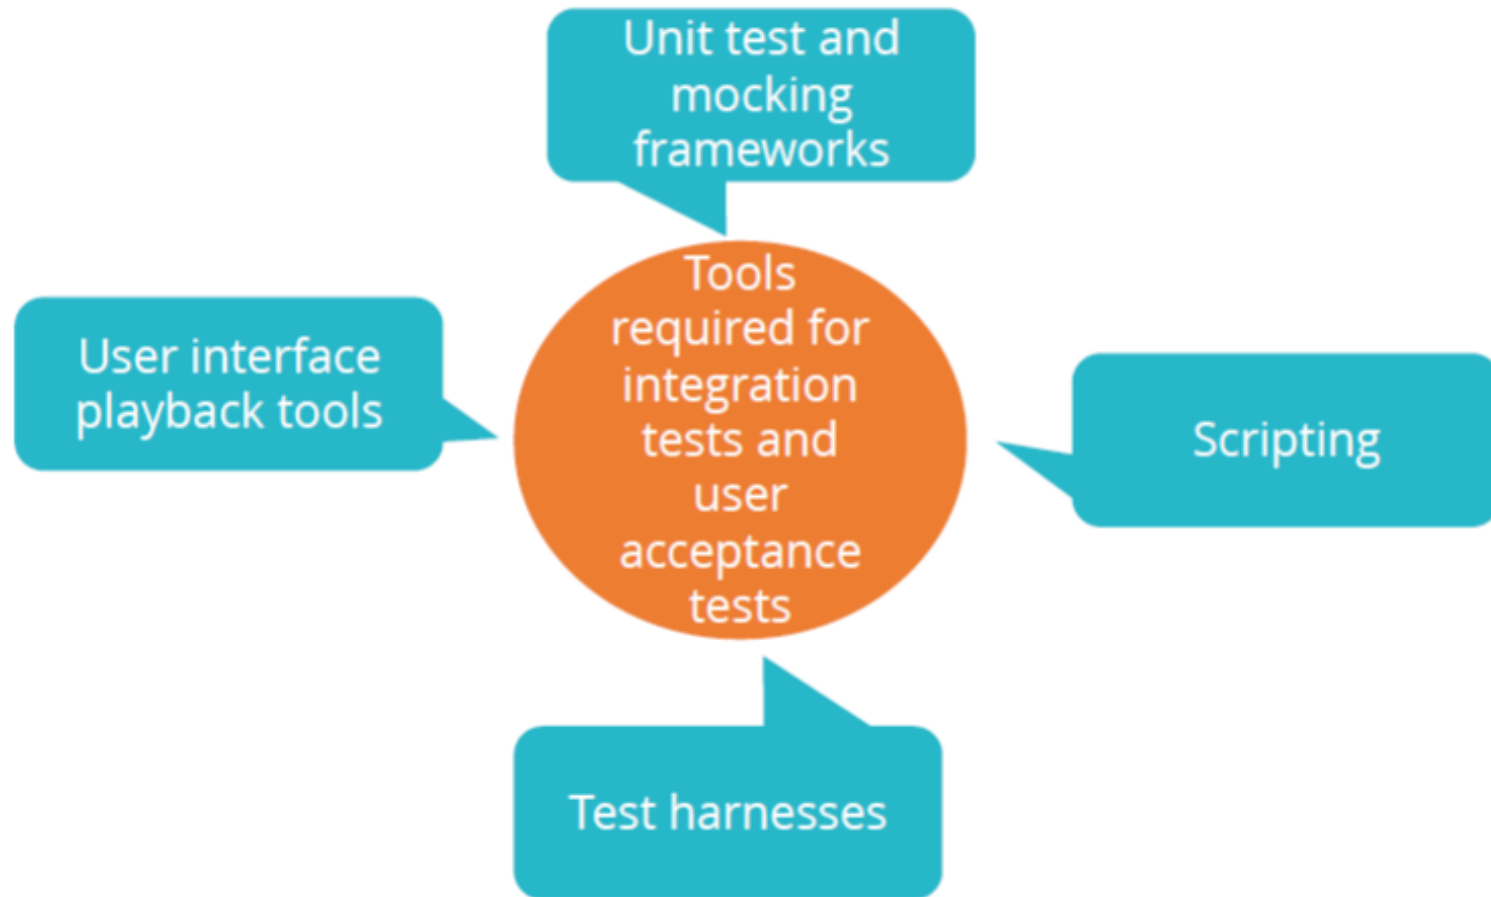 Unit test and
mocking
frameworks
Tools
required for
integration
tests and
user
acceptance
tests
User interface
playback tools
Scripting
Test harnesses